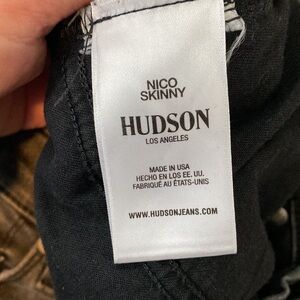 NICO
SKINNY
HUDSON
LOS ANGELES
MADE IN USA
HECHO EN LOS EE. UU.
FABRIQUÉ AU ÉTATS-UNIS
WWW.HUDSONJEANS.COM